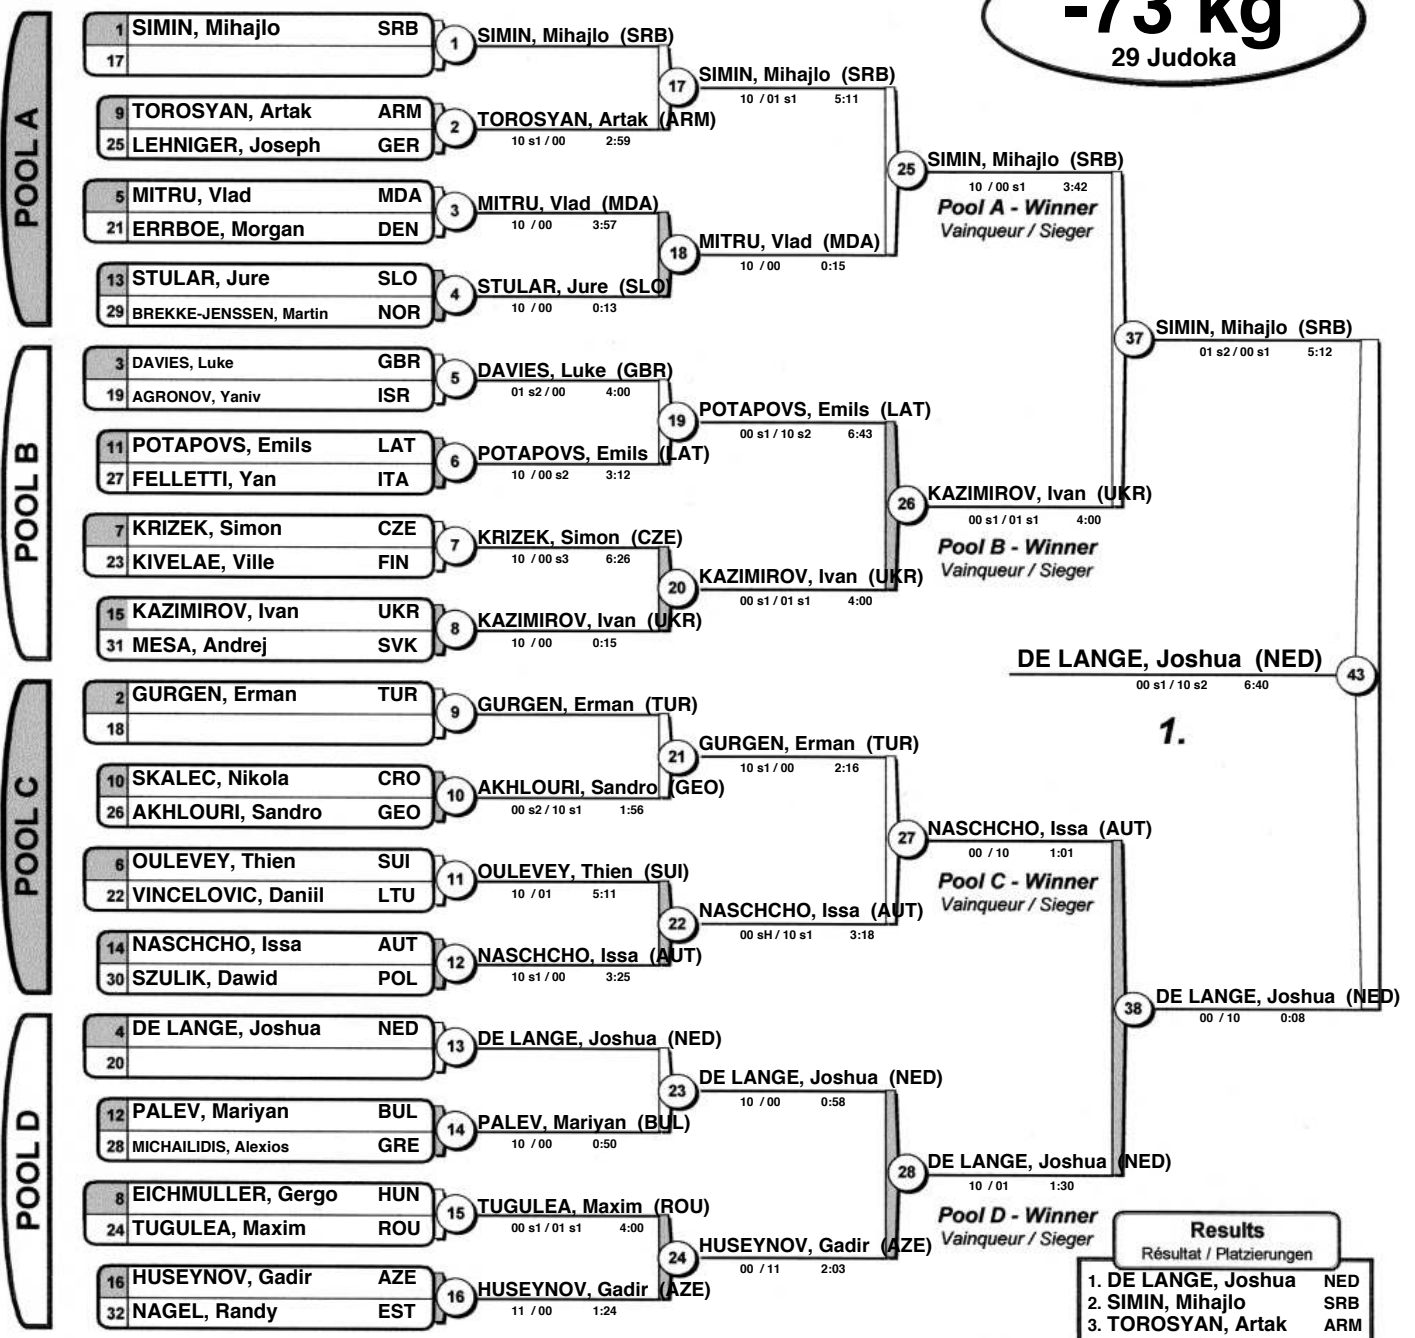 -73 kg
29 Judoka
POOL A
1 SIMIN, Mihajlo SRB
17
1 SIMIN, Mihajlo (SRB)
9 TOROSYAN, Artak ARM
25 LEHNIGER, Joseph GER
2 TOROSYAN, Artak (ARM)
10 s1 / 00 2:59
5 MITRU, Vlad MDA
21 ERRBOE, Morgan DEN
3 MITRU, Vlad (MDA)
10 / 00 3:57
13 STULAR, Jure SLO
29 BREKKE-JENSSEN, Martin NOR
4 STULAR, Jure (SLO)
10 / 00 0:13
17 SIMIN, Mihajlo (SRB)
10 / 01 s1 5:11
18 MITRU, Vlad (MDA)
10 / 00 0:15
25 SIMIN, Mihajlo (SRB)
10 / 00 s1 3:42
Pool A - Winner
Vainqueur / Sieger
POOL B
3 DAVIES, Luke GBR
19 AGRONOV, Yaniv ISR
5 DAVIES, Luke (GBR)
01 s2 / 00 4:00
11 POTAPOVS, Emils LAT
27 FELLETTI, Yan ITA
6 POTAPOVS, Emils (LAT)
10 / 00 s2 3:12
7 KRIZEK, Simon CZE
23 KIVELAE, Ville FIN
7 KRIZEK, Simon (CZE)
10 / 00 s3 6:26
15 KAZIMIROV, Ivan UKR
31 MESA, Andrej SVK
8 KAZIMIROV, Ivan (UKR)
10 / 00 0:15
19 POTAPOVS, Emils (LAT)
00 s1 / 10 s2 6:43
20 KAZIMIROV, Ivan (UKR)
00 s1 / 01 s1 4:00
26 KAZIMIROV, Ivan (UKR)
00 s1 / 01 s1 4:00
Pool B - Winner
Vainqueur / Sieger
37 SIMIN, Mihajlo (SRB)
01 s2 / 00 s1 5:12
DE LANGE, Joshua (NED) 43
00 s1 / 10 s2 6:40
1.
POOL C
2 GURGEN, Erman TUR
18
9 GURGEN, Erman (TUR)
10 SKALEC, Nikola CRO
26 AKHLOURI, Sandro GEO
10 AKHLOURI, Sandro (GEO)
00 s2 / 10 s1 1:56
6 OULEVEY, Thien SUI
22 VINCELOVIC, Daniil LTU
11 OULEVEY, Thien (SUI)
10 / 01 5:11
14 NASCHCHO, Issa AUT
30 SZULIK, Dawid POL
12 NASCHCHO, Issa (AUT)
10 s1 / 00 3:25
21 GURGEN, Erman (TUR)
10 s1 / 00 2:16
22 NASCHCHO, Issa (AUT)
00 sH / 10 s1 3:18
27 NASCHCHO, Issa (AUT)
00 / 10 1:01
Pool C - Winner
Vainqueur / Sieger
POOL D
4 DE LANGE, Joshua NED
20
13 DE LANGE, Joshua (NED)
12 PALEV, Mariyan BUL
28 MICHAILIDIS, Alexios GRE
14 PALEV, Mariyan (BUL)
10 / 00 0:50
8 EICHMULLER, Gergo HUN
24 TUGULEA, Maxim ROU
15 TUGULEA, Maxim (ROU)
00 s1 / 01 s1 4:00
16 HUSEYNOV, Gadir AZE
32 NAGEL, Randy EST
16 HUSEYNOV, Gadir (AZE)
11 / 00 1:24
23 DE LANGE, Joshua (NED)
10 / 00 0:58
24 HUSEYNOV, Gadir (AZE)
00 / 11 2:03
28 DE LANGE, Joshua (NED)
10 / 01 1:30
Pool D - Winner
Vainqueur / Sieger
38 DE LANGE, Joshua (NED)
00 / 10 0:08
Results
Résultat / Platzierungen
1. DE LANGE, Joshua NED
2. SIMIN, Mihajlo SRB
3. TOROSYAN, Artak ARM